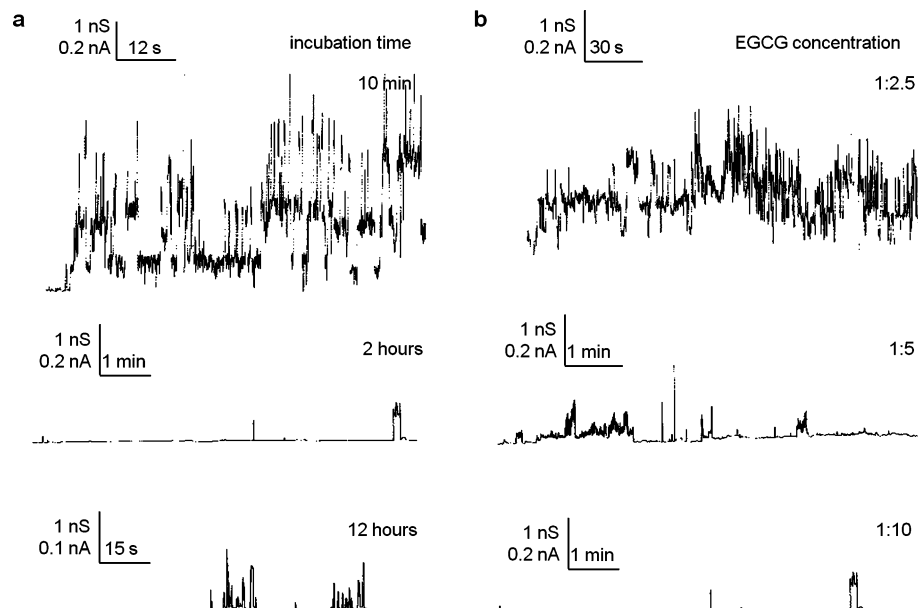 a
1 nS
0.2 nA 12 s
incubation time
10 min
1 nS
0.2 nA 1 min
2 hours
1 nS
0.1 nA 15 s
12 hours
b
1 nS
0.2 nA 30 s
EGCG concentration
1:2.5
1 nS
0.2 nA 1 min
1:5
1 nS
0.2 nA 1 min
1:10